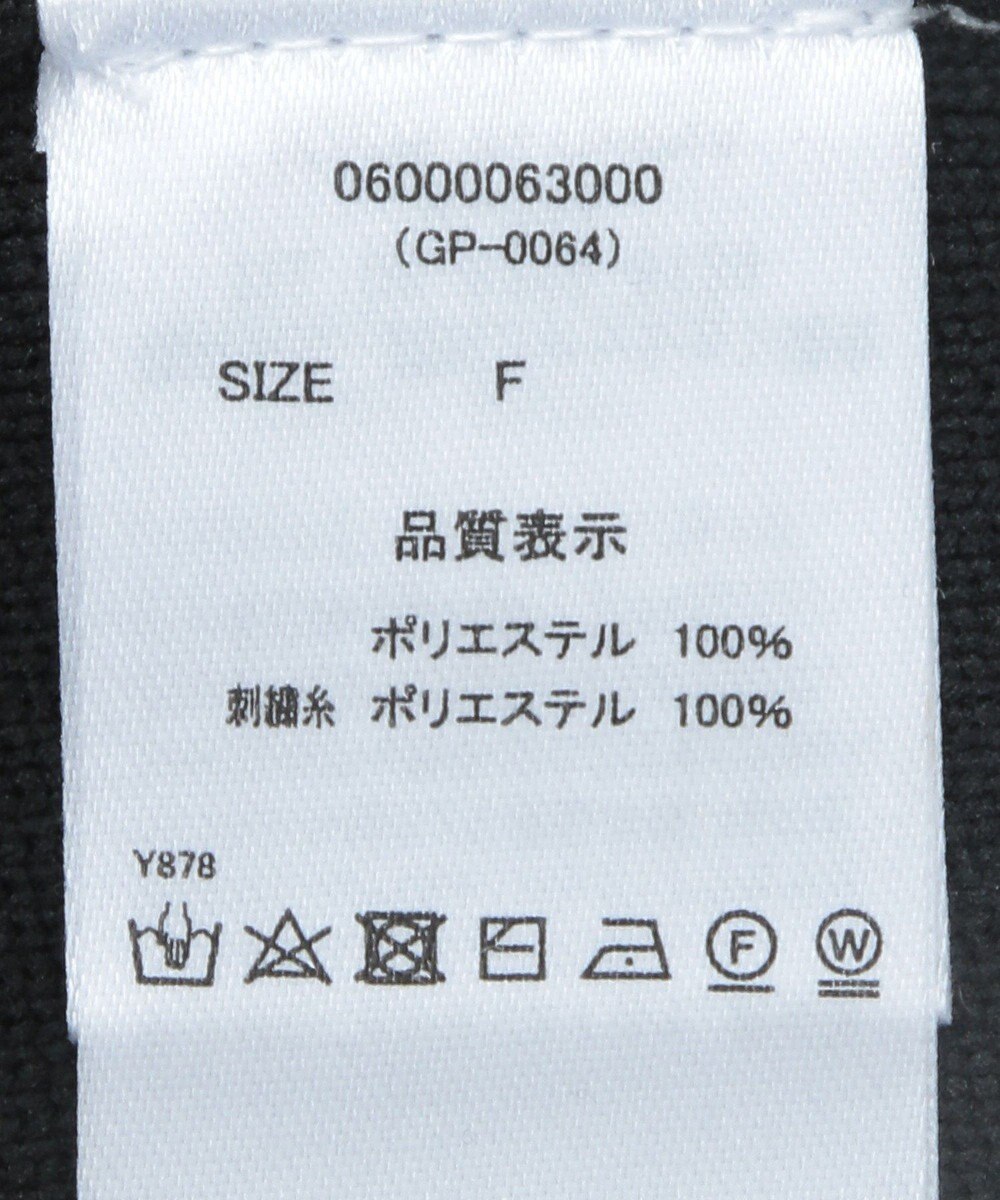 06000063000
(GP-0064)
SIZE F
品質表示
ポリエステル 100%
刺繍糸 ポリエステル 100%
Y878
F W